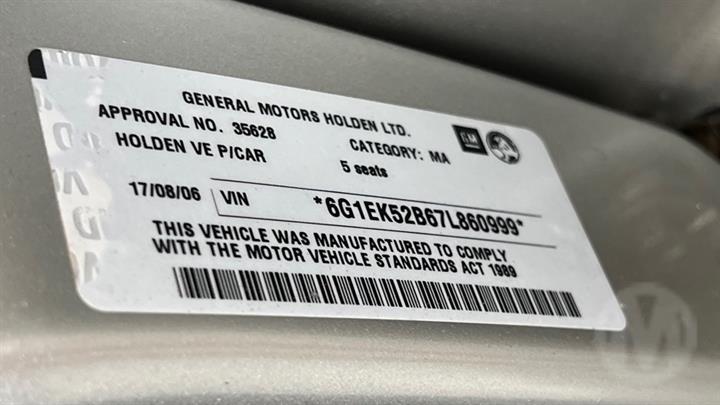 GENERAL MOTORS HOLDEN LTD.
APPROVAL NO. 35628
CATEGORY: MA
HOLDEN VE P/CAR
5 seats
GM
17/08/06
VIN
*6G1EK52B67L860999*
THIS VEHICLE WAS MANUFACTURED TO COMPLY
WITH THE MOTOR VEHICLE STANDARDS ACT 1989